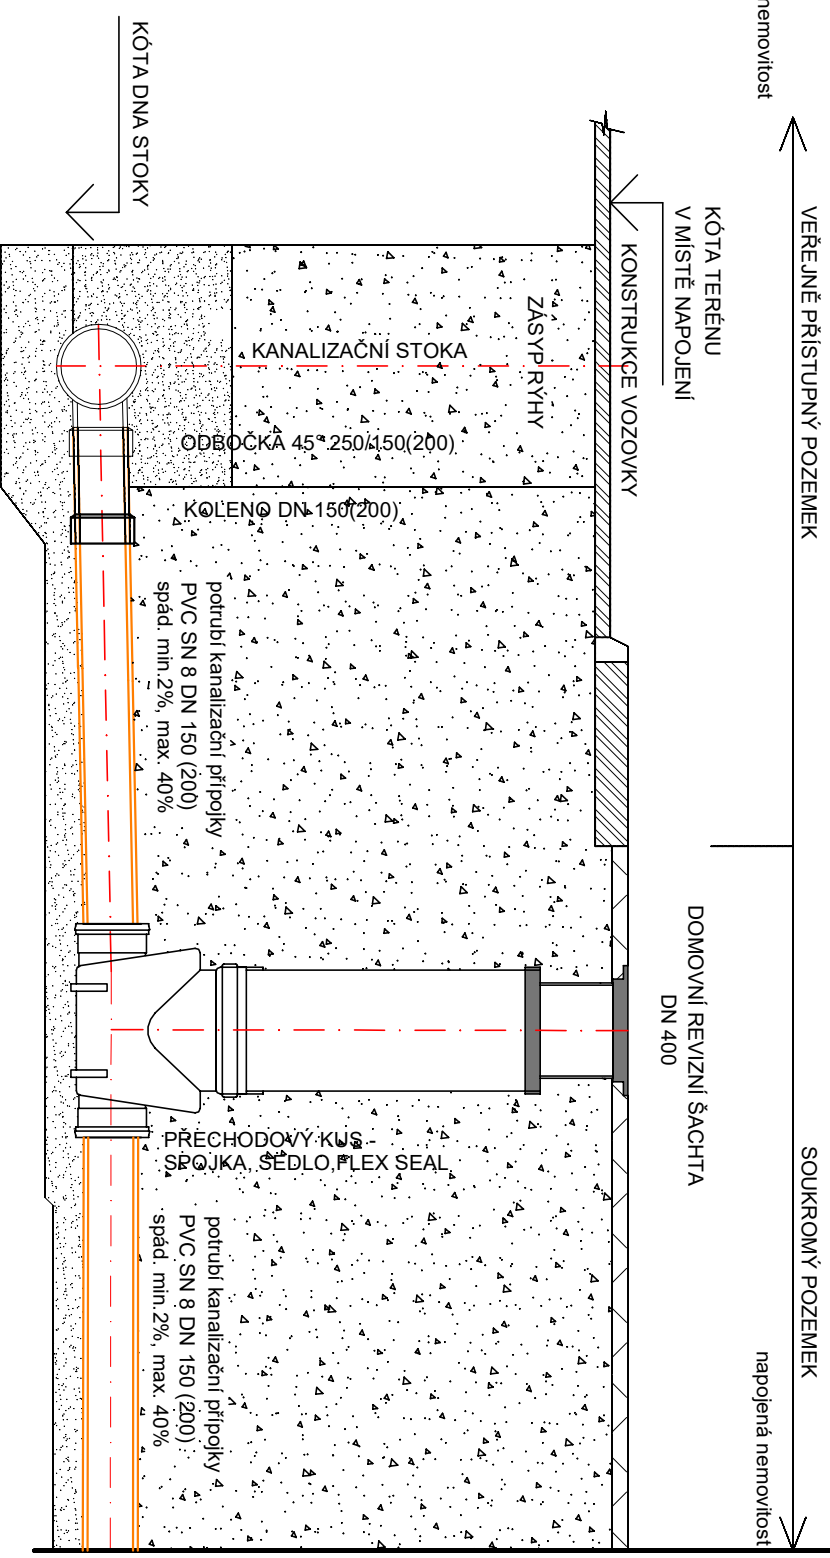 nemovitost
VEŘEJNĚ PŘÍSTUPNÝ POZEMEK
SOUKROMÝ POZEMEK
napojená nemovitost
KÓTA TERÉNU
V MÍSTĚ NAPOJENÍ
DOMOVNÍ REVIZNÍ ŠACHTA
DN 400
KONSTRUKCE VOZOVKY
ZÁSYP RÝHY
KANALIZAČNÍ STOKA
ODBOČKA 45° 250/150(200)
KOLENO DN 150(200)
potrubí kanalizační přípojky
PVC SN 8 DN 150 (200)
spád. min.2%, max. 40%
PŘECHODOVÝ KUS -
SPOJKA, SEDLO,FLEX SEAL
potrubí kanalizační přípojky
PVC SN 8 DN 150 (200)
spád. min.2%, max. 40%
KÓTA DNA STOKY